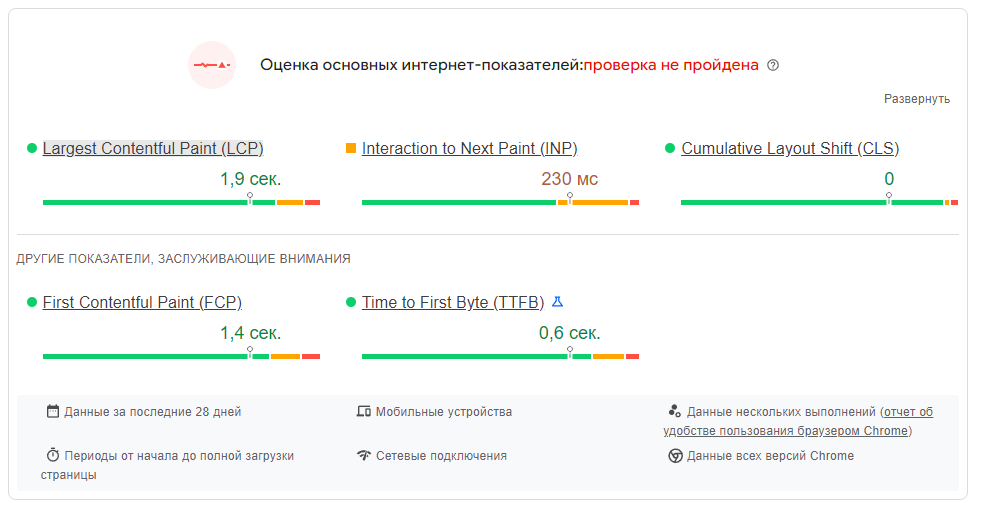 Оценка основных интернет-показателей:проверка не пройдена
Развернуть
Largest Contentful Paint (LCP)
1,9 сек.
Interaction to Next Paint (INP)
230 мс
Cumulative Layout Shift (CLS)
0
ДРУГИЕ ПОКАЗАТЕЛИ, ЗАСЛУЖИВАЮЩИЕ ВНИМАНИЯ
First Contentful Paint (FCP)
1,4 сек.
Time to First Byte (TTFB)
0,6 сек.
Данные за последние 28 дней
Мобильные устройства
Данные нескольких выполнений (отчет об
удобстве пользования браузером Chrome)
Периоды от начала до полной загрузки
страницы
Сетевые подключения
Данные всех версий Chrome